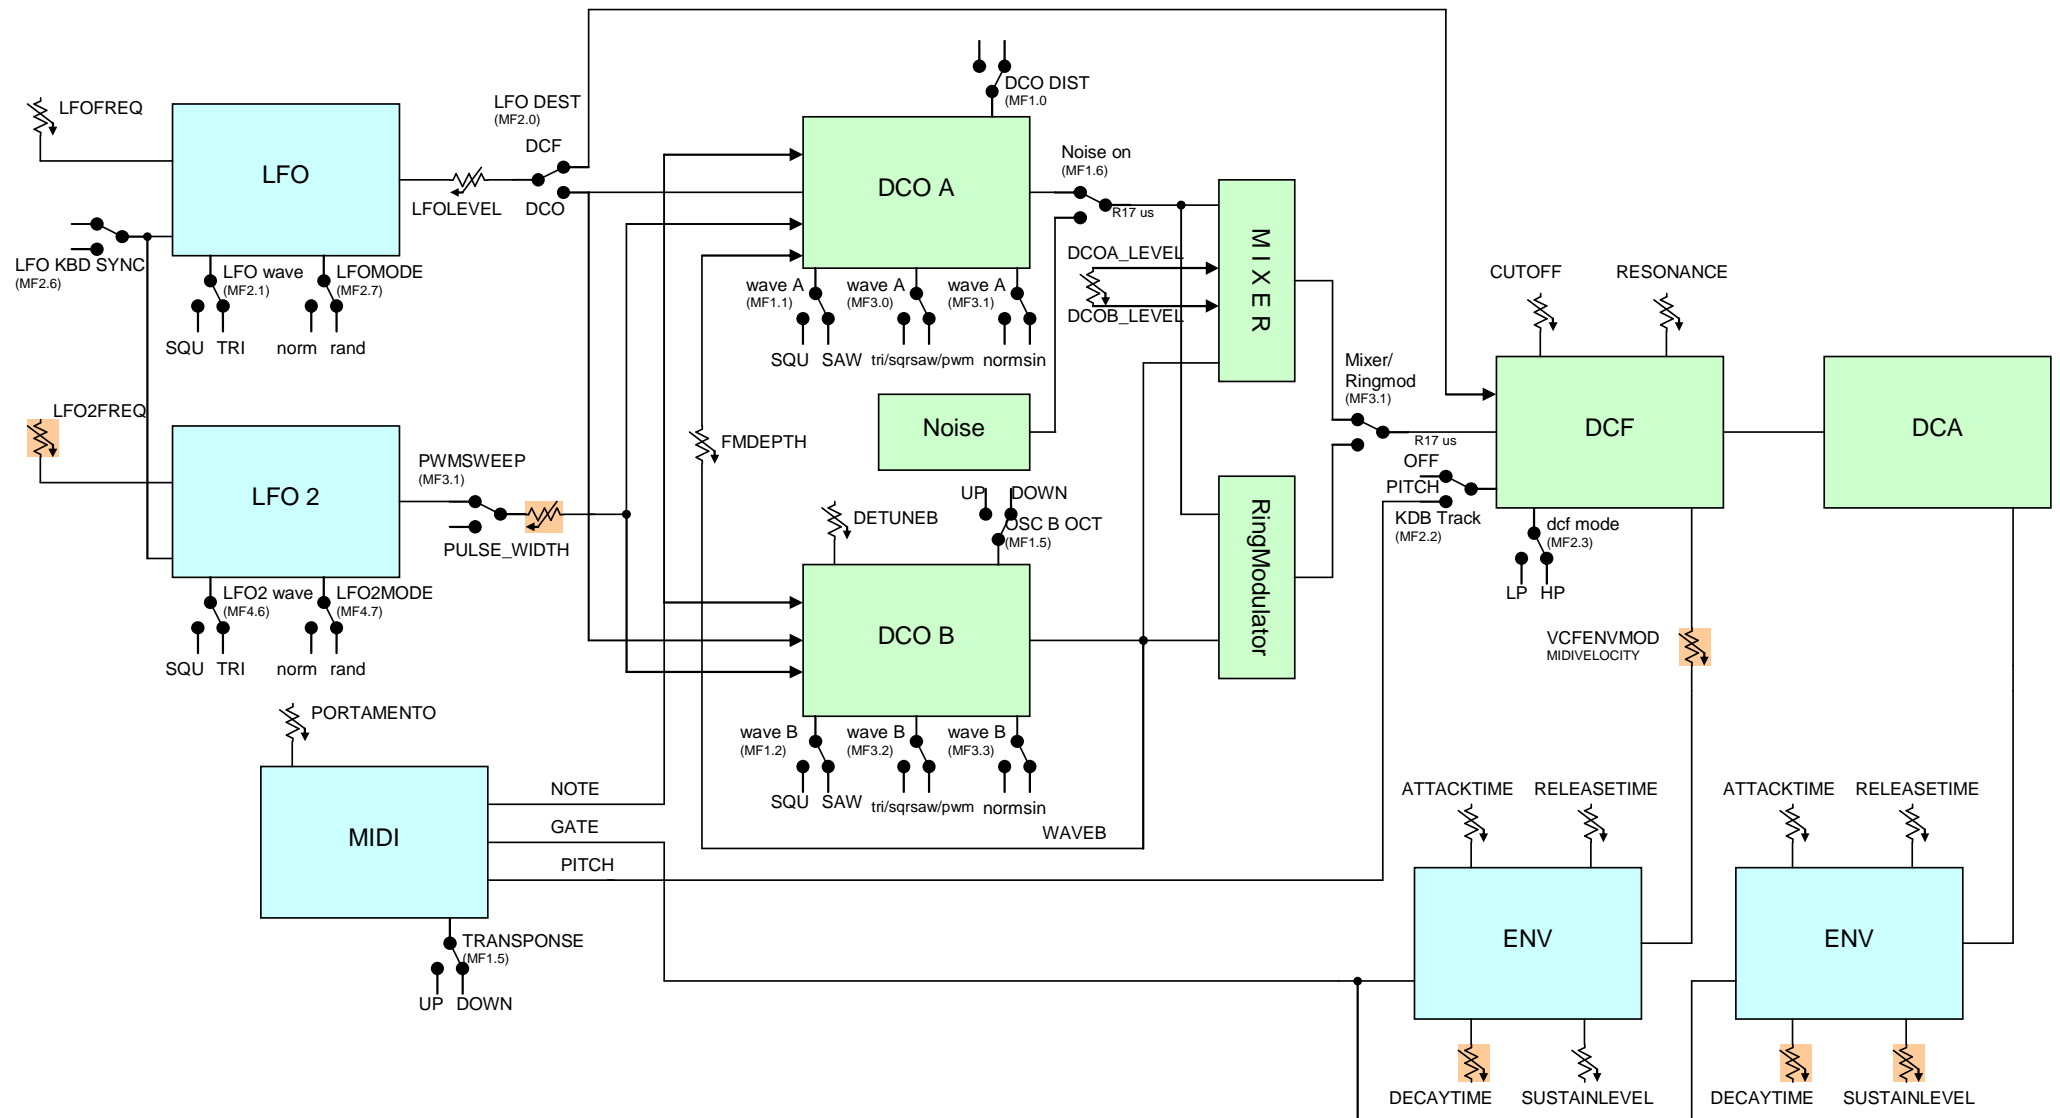 LFOFREQ
LFO
LFO KBD SYNC
(MF2.6)
LFO wave
(MF2.1)
SQU
TRI
LFOMODE
(MF2.7)
norm
rand
LFOLEVEL
LFO DEST
(MF2.0)
DCF
DCO
DCO DIST
(MF1.0
DCO A
wave A
(MF1.1)
SQU
SAW
wave A
(MF3.0)
tri/sqrsaw/pwm
wave A
(MF3.1)
normsin
Noise on
(MF1.6)
R17 us
DCOA_LEVEL
DCOB_LEVEL
MIXER
LFO2FREQ
LFO 2
LFO2 wave
(MF4.6)
SQU
TRI
LFO2MODE
(MF4.7)
norm
rand
PWMSWEEP
(MF3.1)
PULSE_WIDTH
FMDEPTH
Noise
UP
DOWN
OSC B OCT
(MF1.5)
DETUNEB
DCO B
wave B
(MF1.2)
SQU
SAW
wave B
(MF3.2)
tri/sqrsaw/pwm
wave B
(MF3.3)
normsin
WAVEB
RingModulator
Mixer/
Ringmod
(MF3.1)
R17 us
CUTOFF
RESONANCE
DCF
DCA
OFF
PITCH
KDB Track
(MF2.2)
dcf mode
(MF2.3)
LP
HP
VCFENVMOD
MIDIVELOCITY
PORTAMENTO
MIDI
NOTE
GATE
PITCH
TRANSPONSE
(MF1.5)
UP
DOWN
ATTACKTIME
RELEASETIME
ENV
DECAYTIME
SUSTAINLEVEL
ATTACKTIME
RELEASETIME
ENV
DECAYTIME
SUSTAINLEVEL